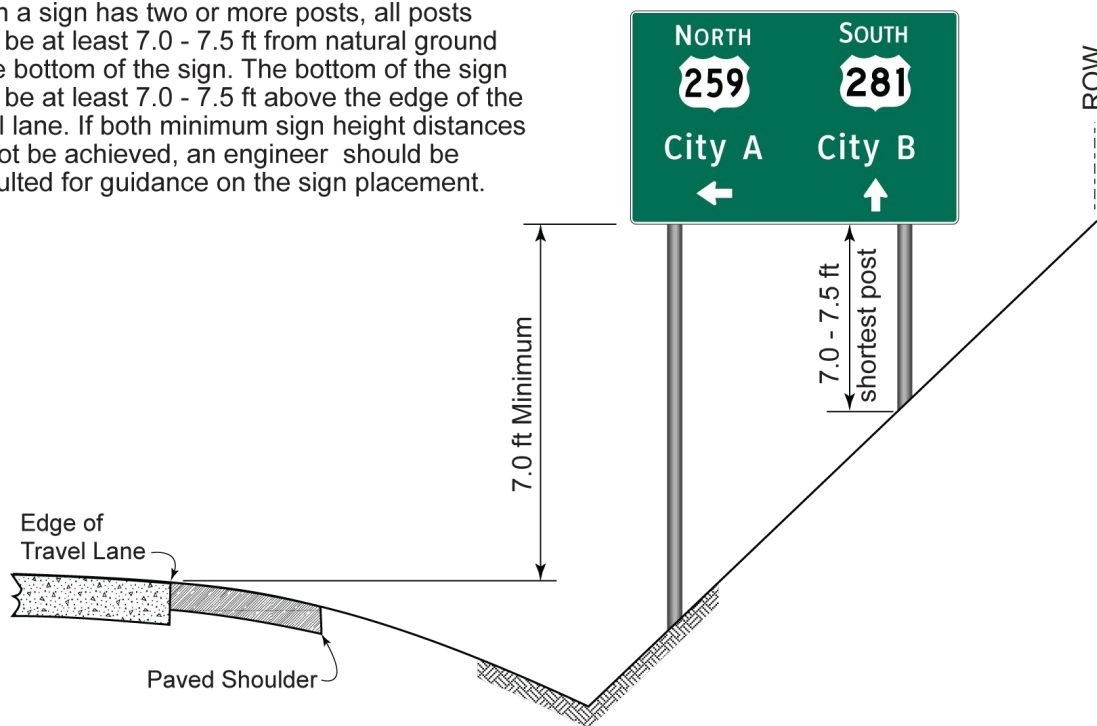 n a sign has two or more posts, all posts
be at least 7.0 - 7.5 ft from natural ground
e bottom of the sign. The bottom of the sign
be at least 7.0 - 7.5 ft above the edge of the
l lane. If both minimum sign height distances
ot be achieved, an engineer should be
ulted for guidance on the sign placement.
NORTH
259
City A
SOUTH
281
City B
ROW
7.0 ft Minimum
7.0 - 7.5 ft
shortest post
Edge of
Travel Lane
Paved Shoulder